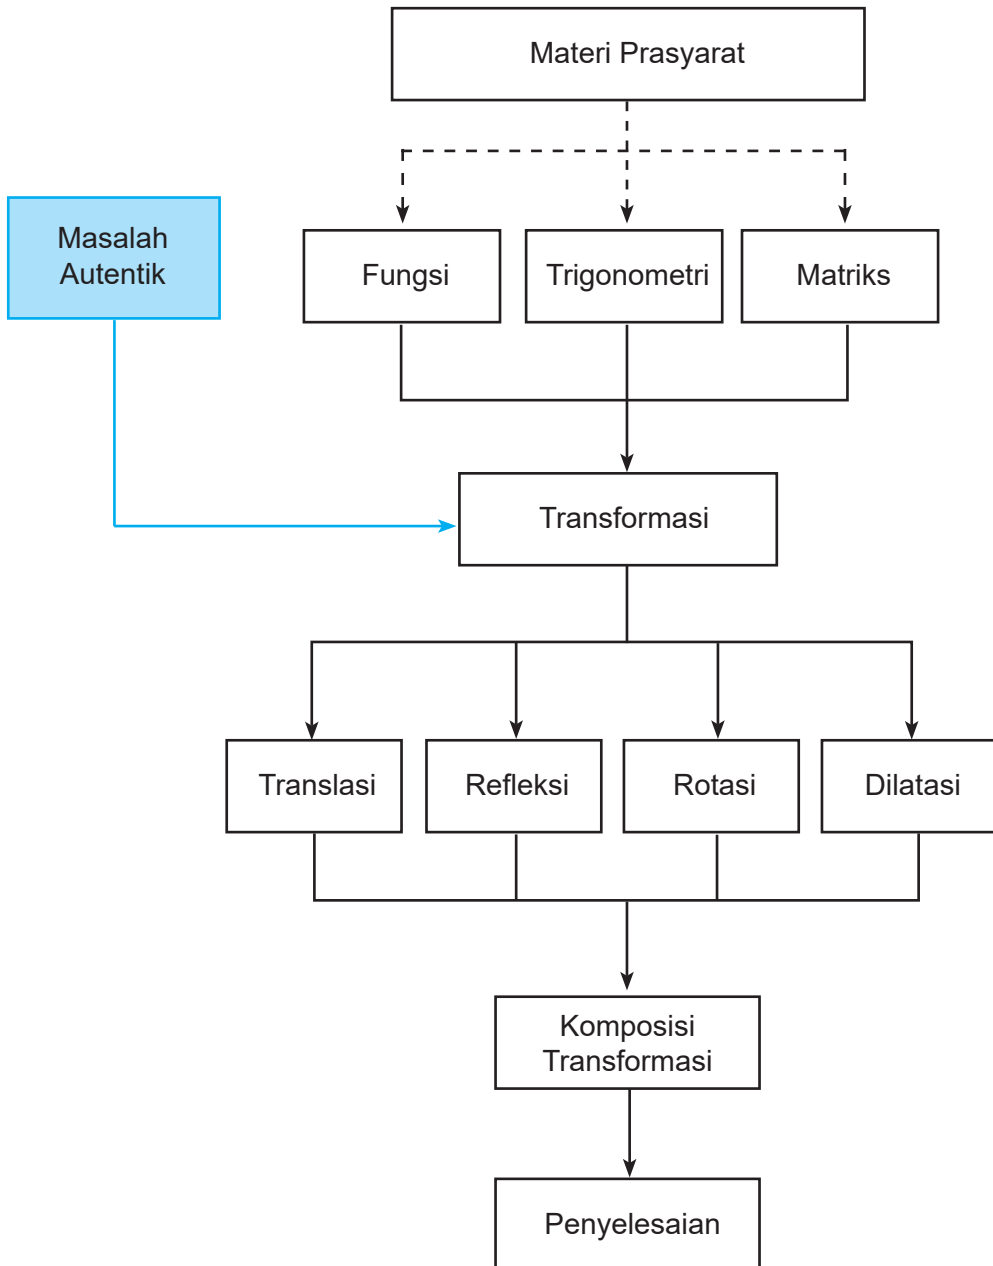 Materi Prasyarat
Masalah
Autentik
Fungsi
Trigonometri
Matriks
Transformasi
Translasi
Refleksi
Rotasi
Dilatasi
Komposisi
Transformasi
Penyelesaian